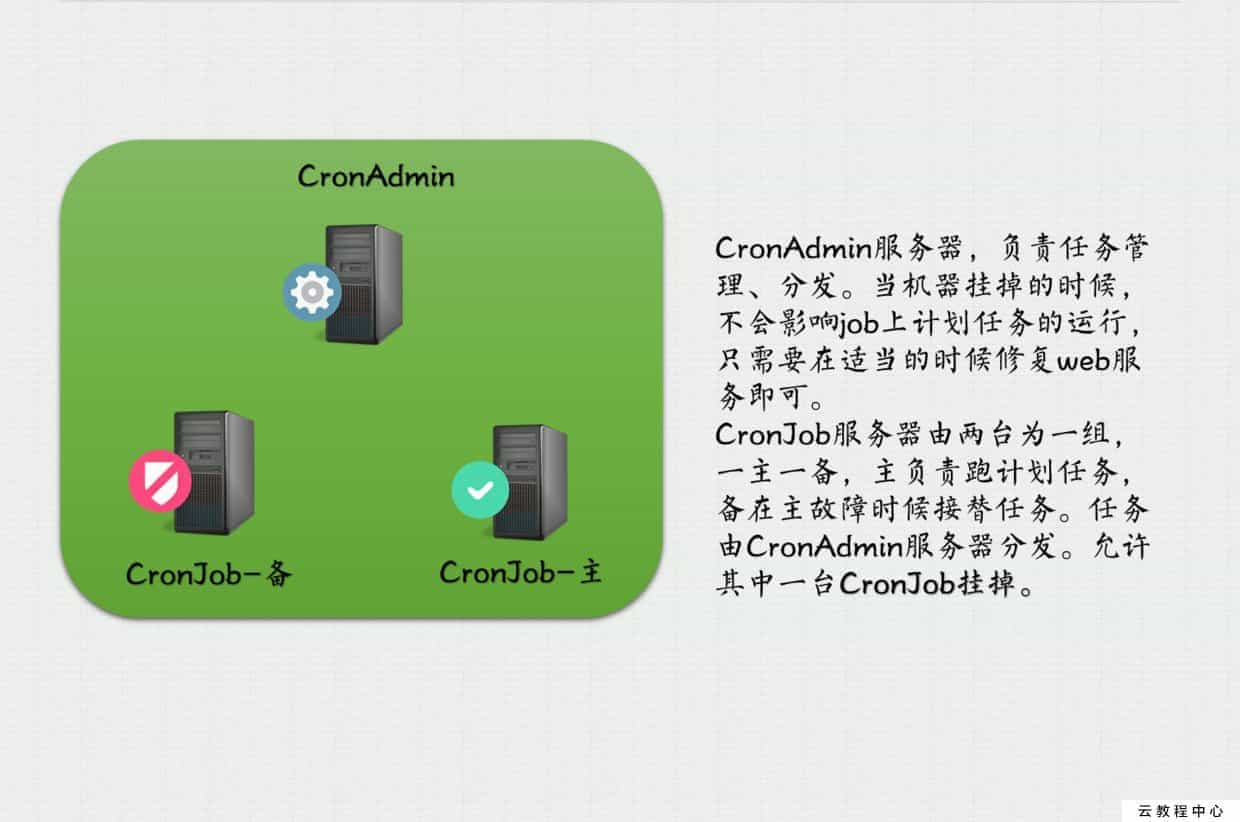 CronAdmin
CronJob-备
CronJob-主
CronAdmin服务器，负责任务管
理、分发。当机器挂掉的时候，
不会影响job上计划任务的运行，
只需要在适当的时候修复web服
务即可。
CronJob服务器由两台为一组，
一主一备，主负责跑计划任务，
备在主故障时候接替任务。任务
由CronAdmin服务器分发。允许
其中一台CronJob挂掉。
云教程中心